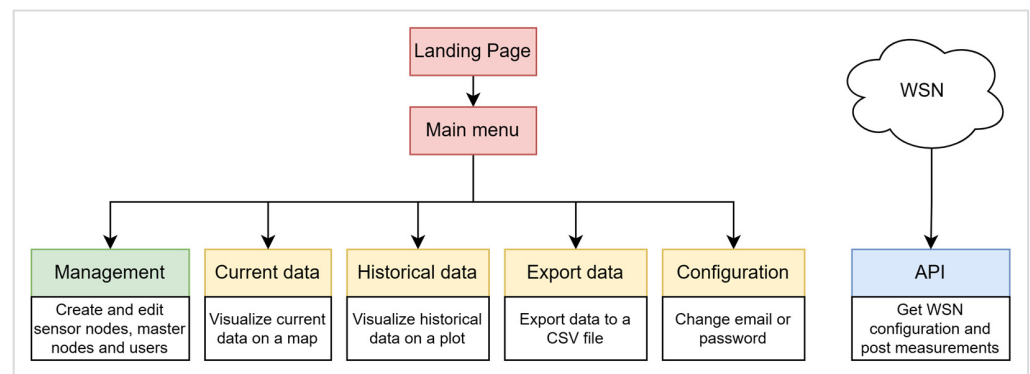 Landing Page
WSN
Main menu
Management
Create and edit
sensor nodes, master
nodes and users
Current data
Visualize current
data on a map
Historical data
Visualize historical
data on a plot
Export data
Export data to a
CSV file
Configuration
Change email or
password
API
Get WSN
configuration and
post measurements